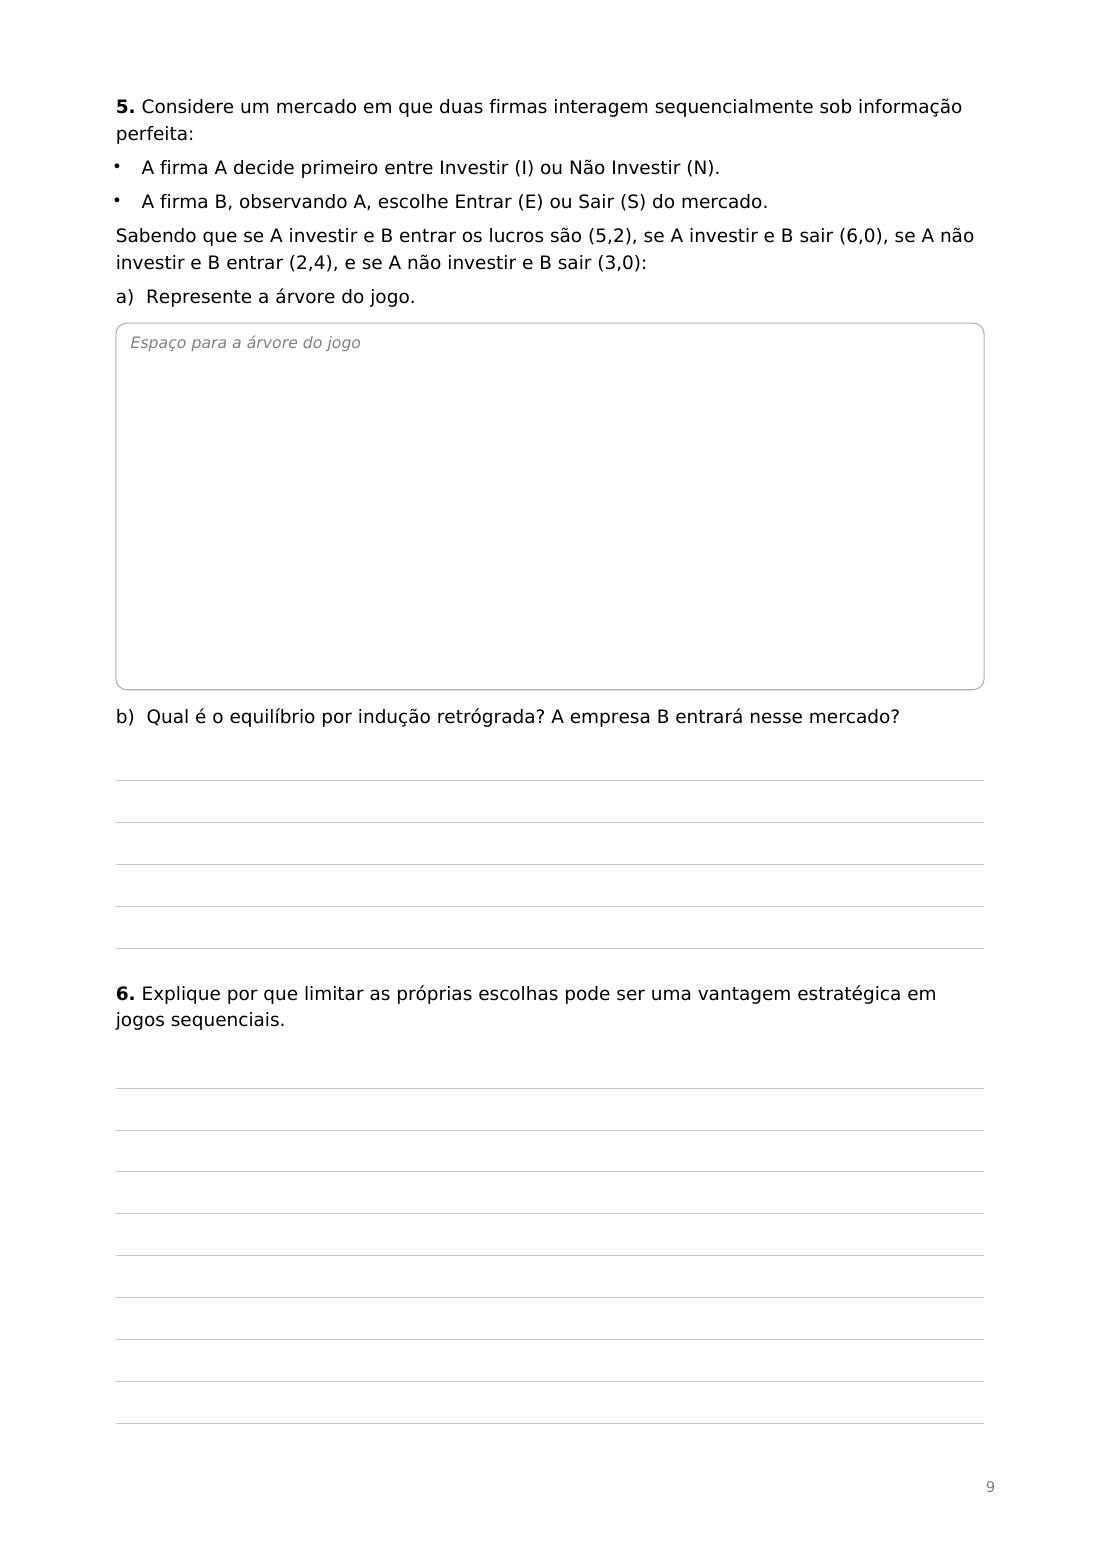 5. Considere um mercado em que duas firmas interagem sequencialmente sob informação
perfeita:
• A firma A decide primeiro entre Investir (I) ou Não Investir (N).
• A firma B, observando A, escolhe Entrar (E) ou Sair (S) do mercado.
Sabendo que se A investir e B entrar os lucros são (5,2), se A investir e B sair (6,0), se A não
investir e B entrar (2,4), e se A não investir e B sair (3,0):
a) Represente a árvore do jogo.
Espaço para a árvore do jogo
b) Qual é o equilíbrio por indução retrógrada? A empresa B entrará nesse mercado?
6. Explique por que limitar as próprias escolhas pode ser uma vantagem estratégica em
jogos sequenciais.
9